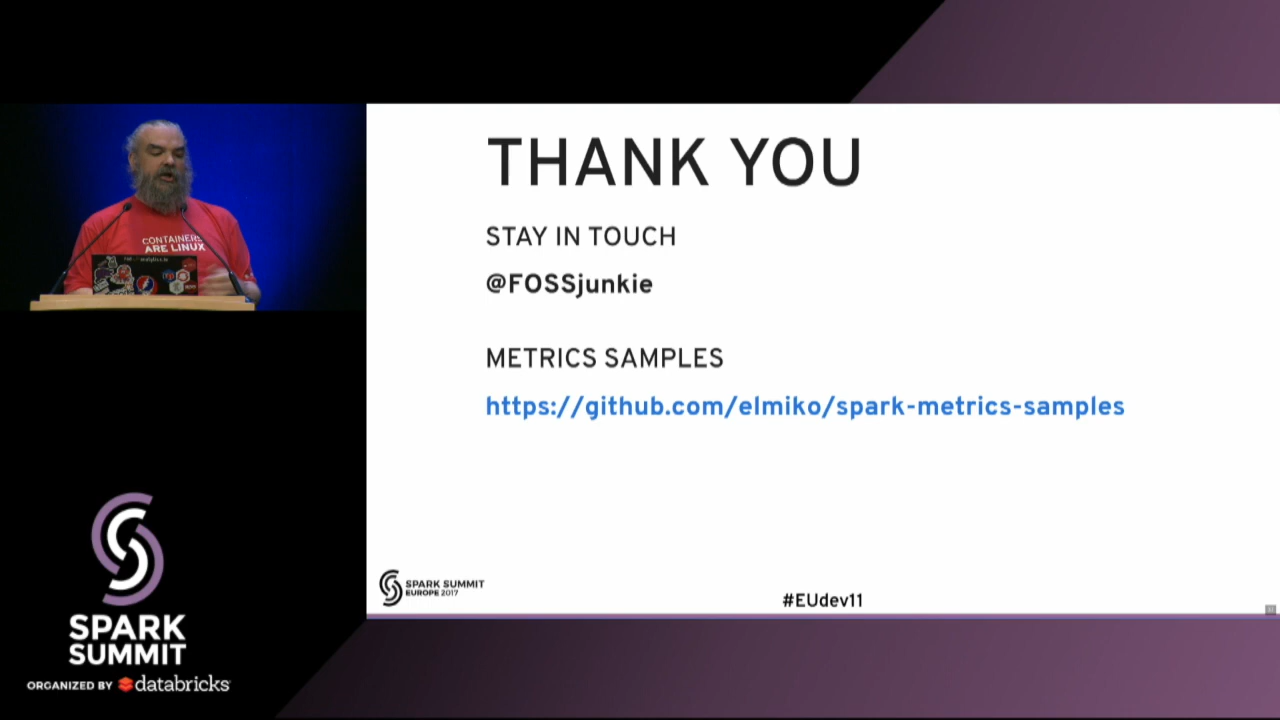 THANK YOU
STAY IN TOUCH
@FOSSjunkie
METRICS SAMPLES
https://github.com/elmiko/spark-metrics-samples
CONTAINERS
ARE LINUX
SPARK SUMMIT
EUROPE 2017
#EUdev11
SPARK
SUMMIT
ORGANIZED BY databricks